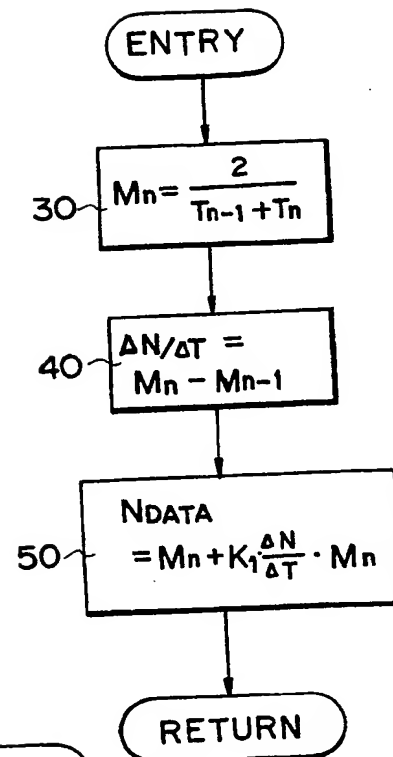 ENTRY
30
Mn = 2 / (Tn-1 + Tn)
40
ΔN/ΔT =
Mn − Mn-1
50
NDATA
= Mn + K1 · ΔN/ΔT · Mn
RETURN